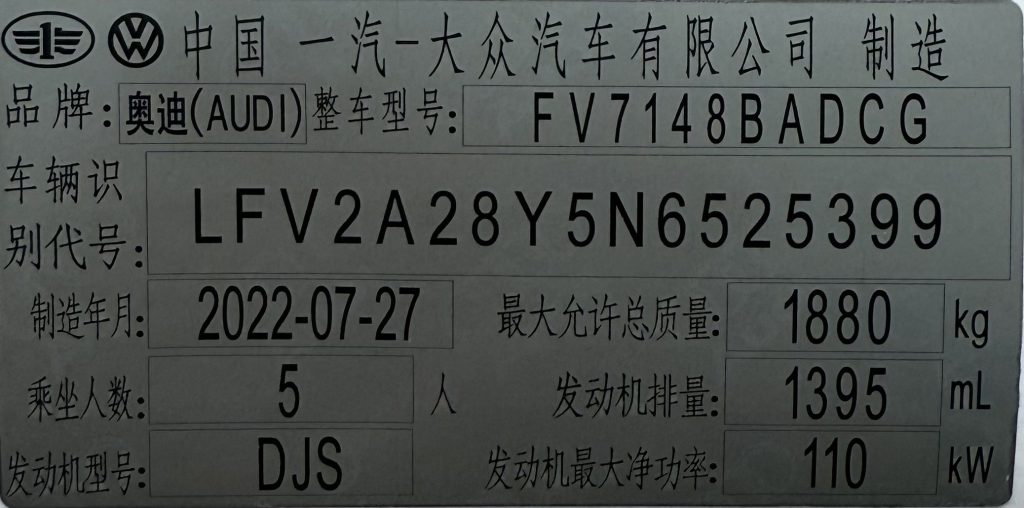 中国 一汽-大众汽车有限公司 制造
品牌: 奥迪(AUDI) 整车型号: FV7148BADCG
车辆识别代号: LFV2A28Y5N6525399
制造年月: 2022-07-27 最大允许总质量: 1880 kg
乘坐人数: 5 人 发动机排量: 1395 mL
发动机型号: DJS 发动机最大净功率: 110 kW